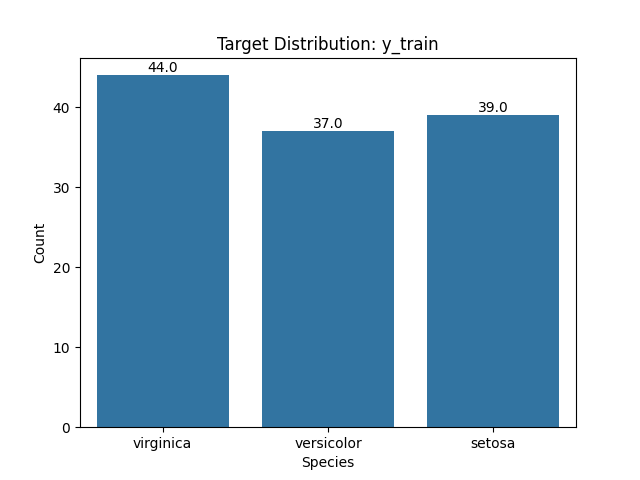 Target Distribution: y_train
44.0
37.0
39.0
Count
40
30
20
10
0
virginica
versicolor
setosa
Species